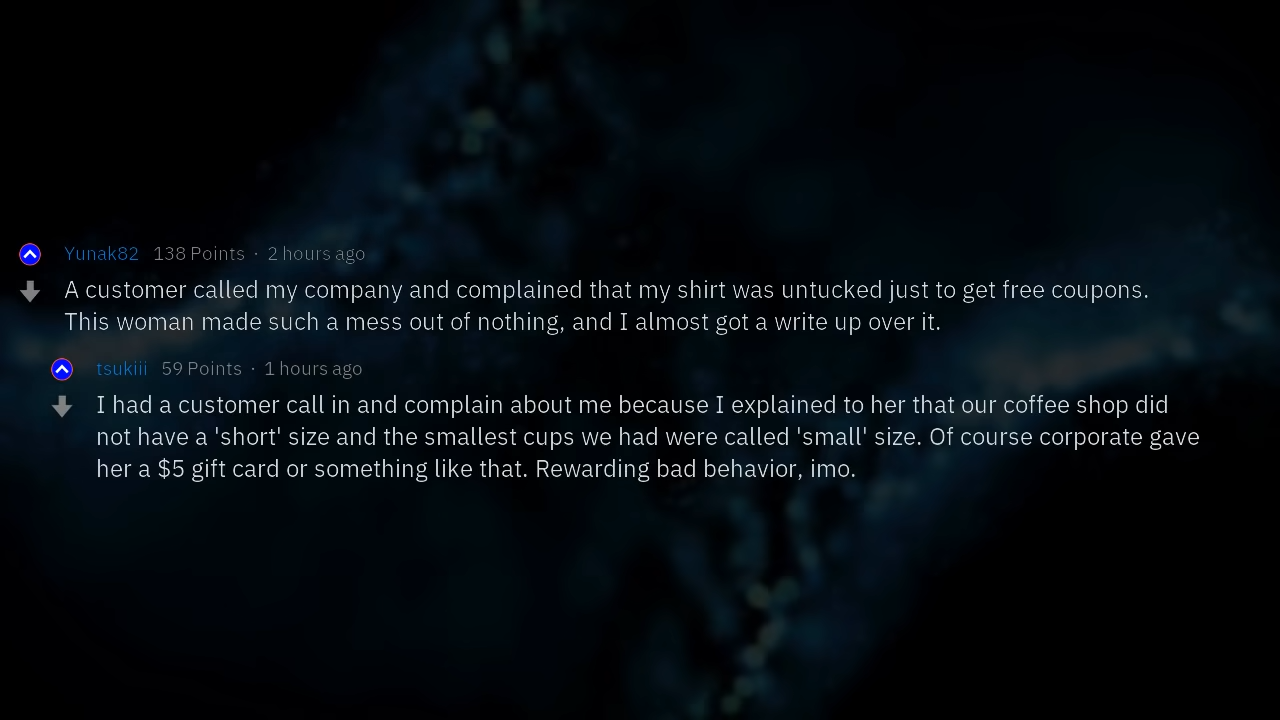 Yunak82 138 Points · 2 hours ago
A customer called my company and complained that my shirt was untucked just to get free coupons.
This woman made such a mess out of nothing, and I almost got a write up over it.
tsukiii 59 Points · 1 hours ago
I had a customer call in and complain about me because I explained to her that our coffee shop did
not have a 'short' size and the smallest cups we had were called 'small' size. Of course corporate gave
her a $5 gift card or something like that. Rewarding bad behavior, imo.